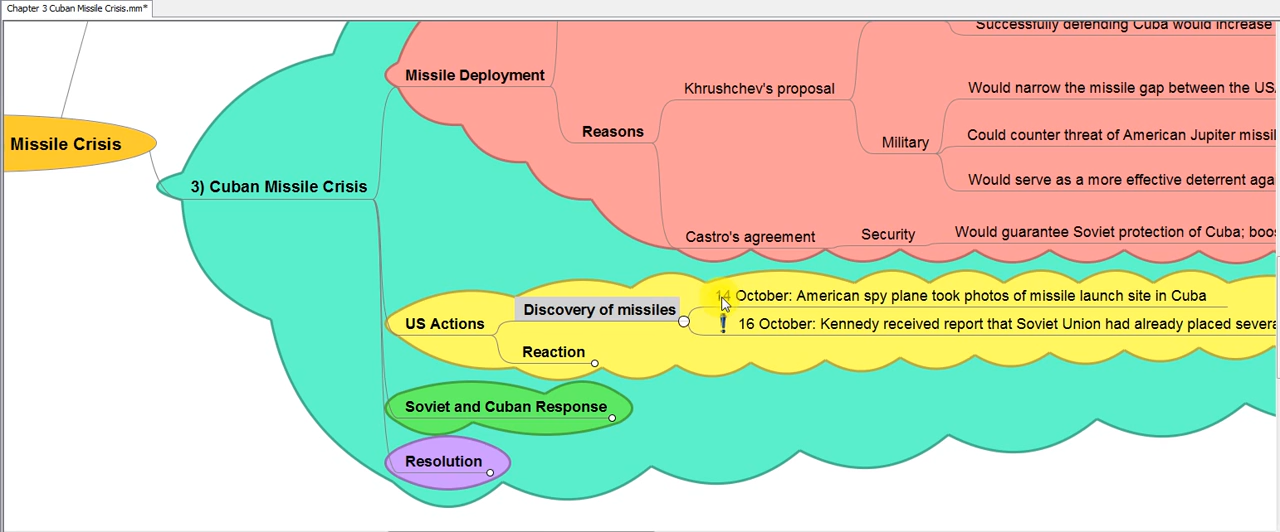 Chapter 3 Cuban Missile Crisis.mm*
Successfully defending Cuba would increase
Missile Deployment
Khrushchev's proposal
Would narrow the missile gap between the US
Reasons
Missile Crisis
Could counter threat of American Jupiter missil
Military
Would serve as a more effective deterrent aga
3) Cuban Missile Crisis
Castro's agreement
Security
Would guarantee Soviet protection of Cuba; boos
14 October: American spy plane took photos of missile launch site in Cuba
Discovery of missiles
US Actions
16 October: Kennedy received report that Soviet Union had already placed severa
Reaction
Soviet and Cuban Response
Resolution